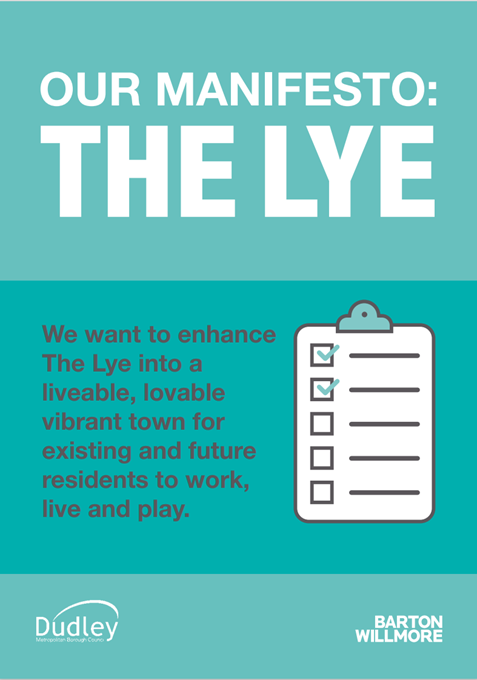 OUR MANIFESTO:
THE LYE
We want to enhance
The Lye into a
liveable, lovable
vibrant town for
existing and future
residents to work,
live and play.
Dudley
Metropolitan Borough Council
BARTON
WILLMORE